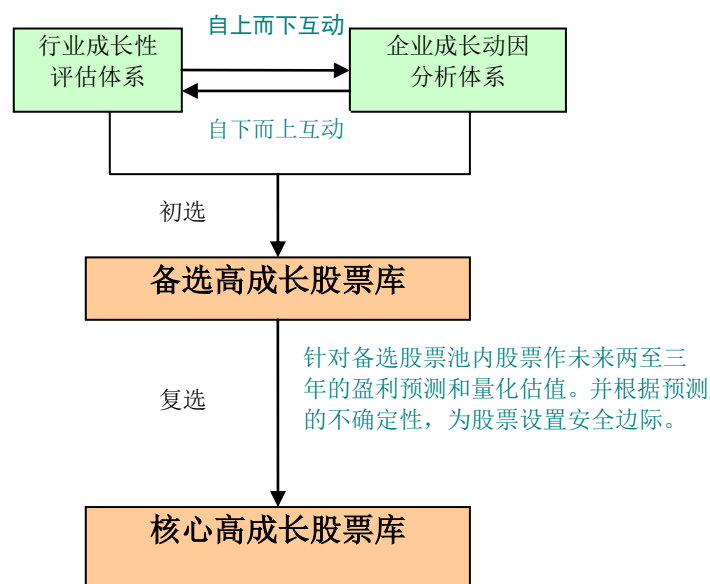 自上而下互动
行业成长性
评估体系
企业成长动因
分析体系
自下而上互动
初选
备选高成长股票库
针对备选股票池内股票作未来两至三
年的盈利预测和量化估值。并根据预测
的不确定性，为股票设置安全边际。
复选
核心高成长股票库